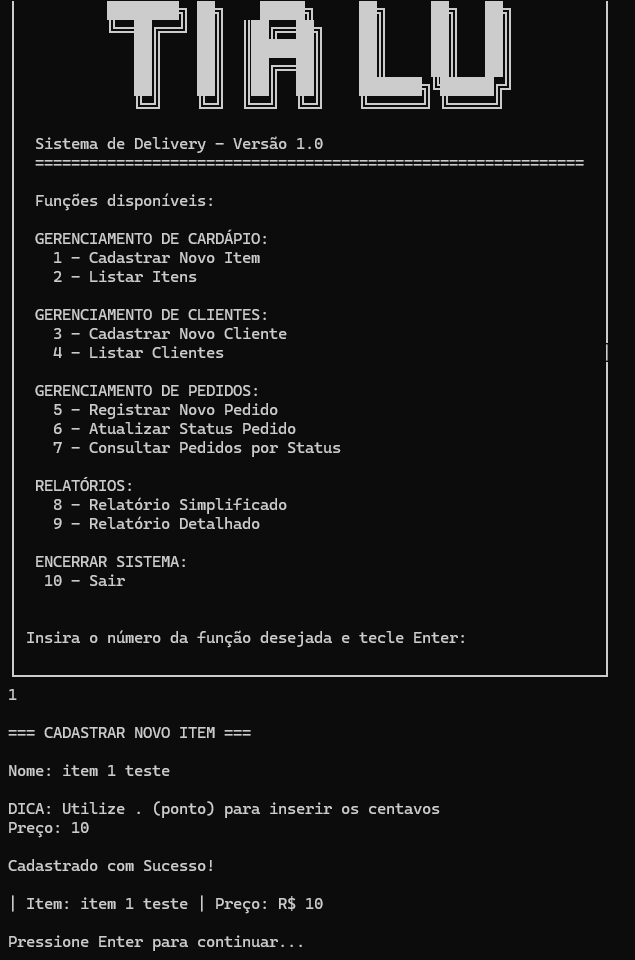 TIA LU
Sistema de Delivery - Versão 1.0
=============================================================
Funções disponíveis:
GERENCIAMENTO DE CARDÁPIO:
1 - Cadastrar Novo Item
2 - Listar Itens
GERENCIAMENTO DE CLIENTES:
3 - Cadastrar Novo Cliente
4 - Listar Clientes
GERENCIAMENTO DE PEDIDOS:
5 - Registrar Novo Pedido
6 - Atualizar Status Pedido
7 - Consultar Pedidos por Status
RELATÓRIOS:
8 - Relatório Simplificado
9 - Relatório Detalhado
ENCERRAR SISTEMA:
10 - Sair
Insira o número da função desejada e tecle Enter:
1
=== CADASTRAR NOVO ITEM ===
Nome: item 1 teste
DICA: Utilize . (ponto) para inserir os centavos
Preço: 10
Cadastrado com Sucesso!
| Item: item 1 teste | Preço: R$ 10
Pressione Enter para continuar...